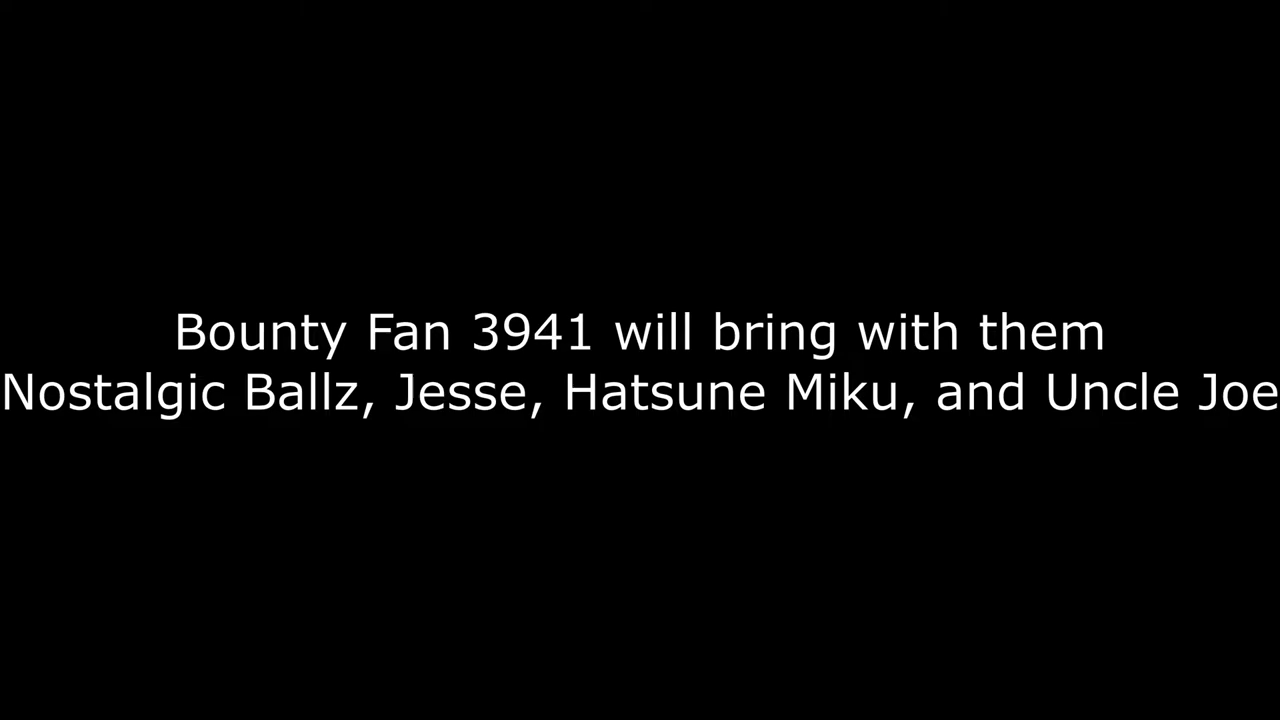 Bounty Fan 3941 will bring with them
Nostalgic Ballz, Jesse, Hatsune Miku, and Uncle Joe